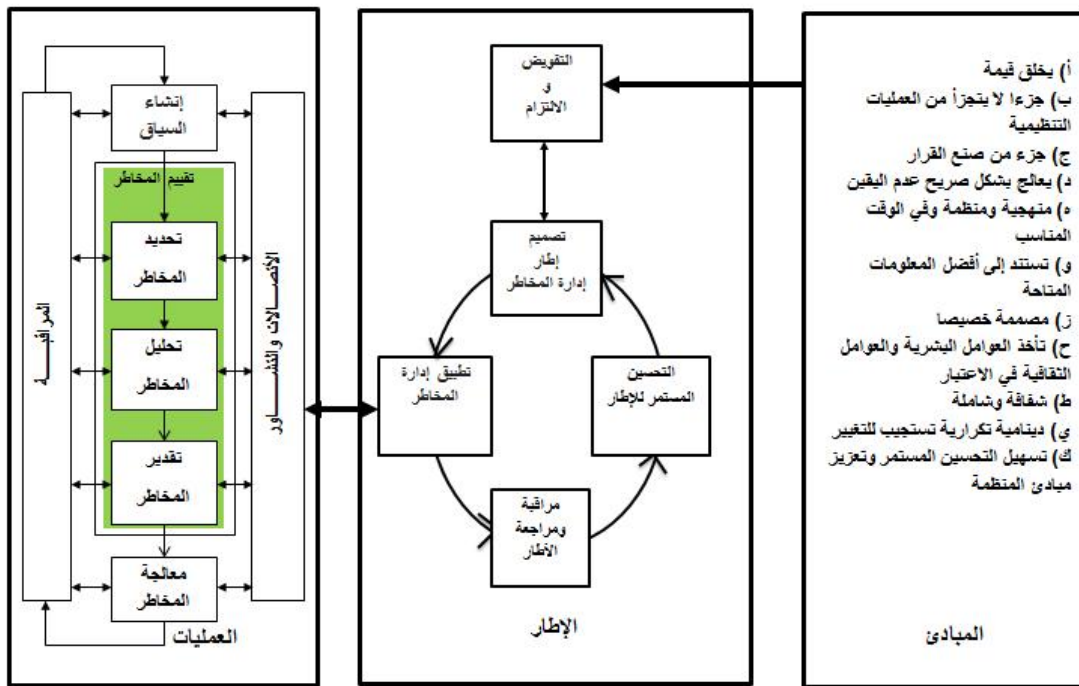 أ) يخلق قيمة
ب) جزءا لا يتجزأ من العمليات
التنظيمية
ج) جزء من صنع القرار
د) يعالج بشكل صريح عدم اليقين
ه) منهجية ومنظمة وفي الوقت
المناسب
و) تستند إلى أفضل المعلومات
المتاحة
ز) مصممة خصيصا
ح) تأخذ العوامل البشرية والعوامل
الثقافية في الاعتبار
ط) شفافة وشاملة
ي) دينامية تكرارية تستجيب للتغيير
ك) تسهيل التحسين المستمر وتعزيز
مبادئ المنظمة
المبادئ
التفويض
و
الالتزام
تصميم
إطار
إدارة المخاطر
تطبيق إدارة
المخاطر
التحسين
المستمر للإطار
مراقبة
ومراجعة
الأطار
الإطار
إنشاء
السياق
تقييم المخاطر
تحديد
المخاطر
تحليل
المخاطر
تقدير
المخاطر
معالجة
المخاطر
الأتصـــالات والتشـــاور
المراقبـــة
العمليات